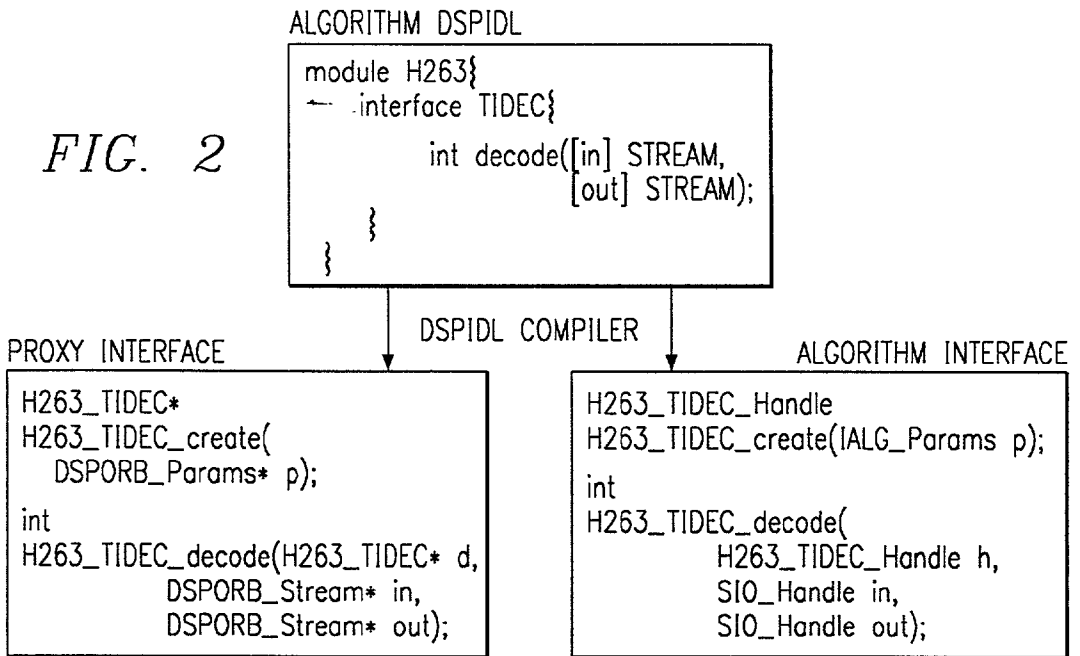 ALGORITHM DSPIDL
module H263{
interface TIDEC{
int decode([in] STREAM,
[out] STREAM);
}
}
FIG. 2
DSPIDL COMPILER
PROXY INTERFACE
H263_TIDEC*
H263_TIDEC_create(
DSPORB_Params* p);
int
H263_TIDEC_decode(H263_TIDEC* d,
DSPORB_Stream* in,
DSPORB_Stream* out);
ALGORITHM INTERFACE
H263_TIDEC_Handle
H263_TIDEC_create(IALG_Params p);
int
H263_TIDEC_decode(
H263_TIDEC_Handle h,
SIO_Handle in,
SIO_Handle out);